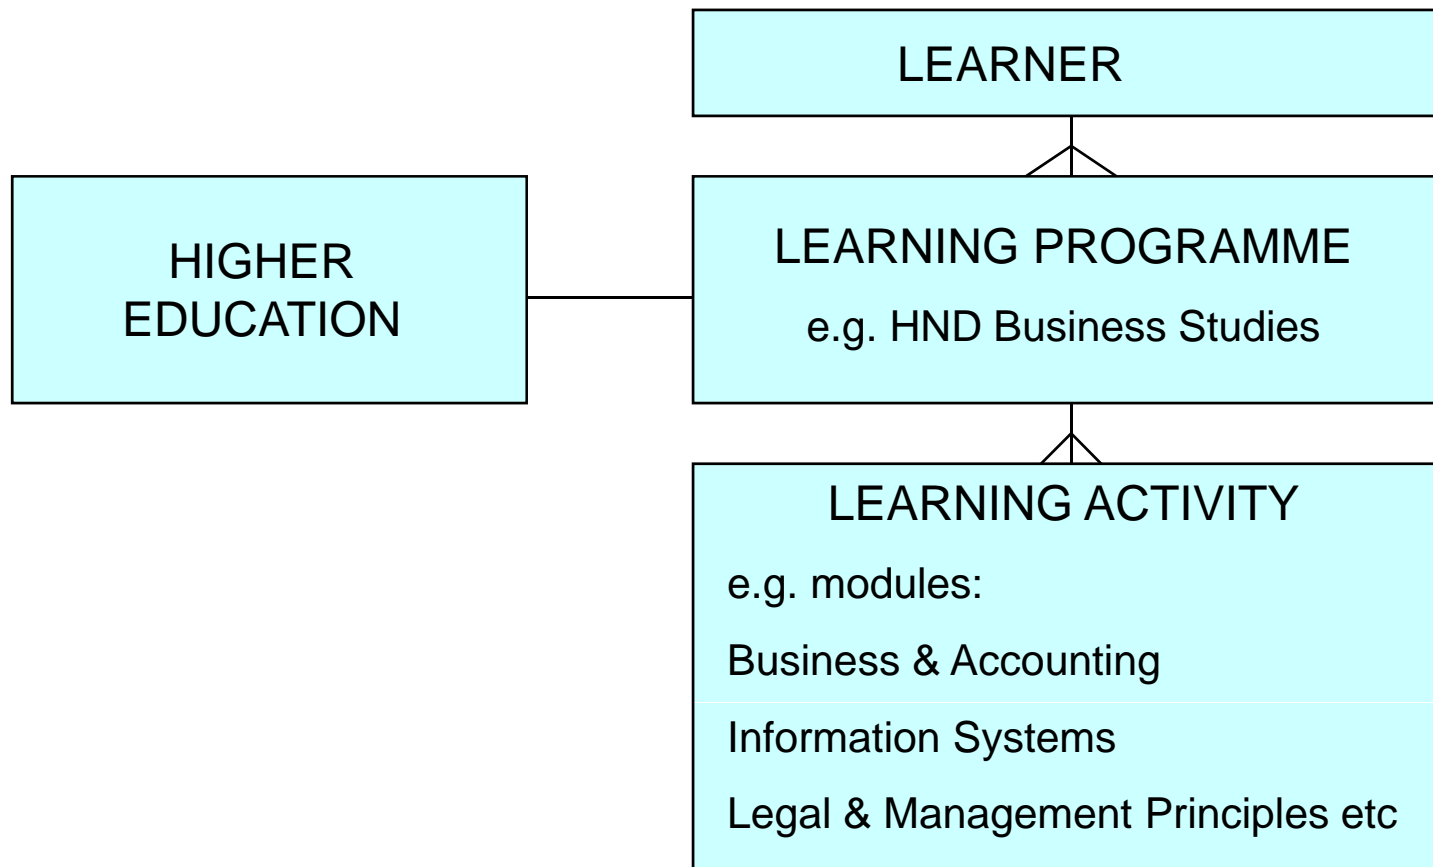 LEARNER
HIGHER
EDUCATION
LEARNING PROGRAMME
e.g. HND Business Studies
LEARNING ACTIVITY
e.g. modules:
Business & Accounting
Information Systems
Legal & Management Principles etc